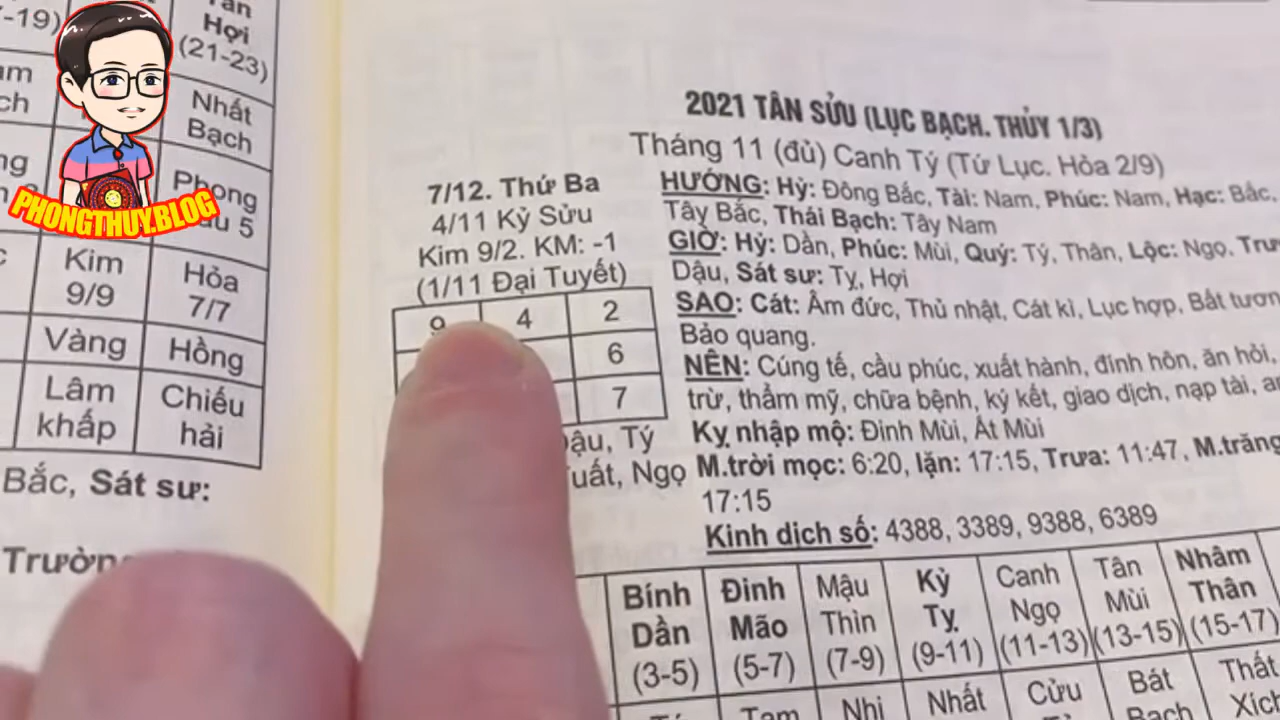 -19)
Hợi
(21-23)
Nhất
Bạch
Phong
PHONGTHUY.BLOG
Kim
9/9
Hỏa
7/7
Vàng
Hồng
Lâm
khấp
Chiếu
hải
Bắc, Sát sư:
7/12. Thứ Ba
4/11 Kỷ Sửu
Kim 9/2. KM: -1
(1/11 Đại Tuyết)
9 4 2
6
7
Tý
Ngọ
2021 TÂN SỬU (LỤC BẠCH. THỦY 1/3)
Tháng 11 (đủ) Canh Tý (Tứ Lục. Hỏa 2/9)
HƯỚNG: Hỷ: Đông Bắc, Tài: Nam, Phúc: Nam, Hạc: Bắc,
Tây Bắc, Thái Bạch: Tây Nam
GIỜ: Hỷ: Dần, Phúc: Mùi, Quý: Tý, Thân, Lộc: Ngọ,
Dậu, Sát sư: Tỵ, Hợi
SAO: Cát: Âm đức, Thủ nhật, Cát kì, Lục hợp, Bất
Bảo quang.
NÊN: Cúng tế, cầu phúc, xuất hành, đính hôn, ăn hỏi,
trừ, thẩm mỹ, chữa bệnh, ký kết, giao dịch, nạp tài,
Kỵ nhập mộ: Đinh Mùi, Ất Mùi
M.trời mọc: 6:20, lặn: 17:15, Trưa: 11:47, M.trăng
17:15
Kinh dịch số: 4388, 3389, 9388, 6389
Bính Đinh Mậu Kỷ Canh Tân Nhâm
Dần Mão Thìn Tỵ Ngọ Mùi Thân
(3-5) (5-7) (7-9) (9-11) (11-13) (13-15) (15-17)
Tam Nhị Nhất Cửu Bát Thất
Bạch Xích